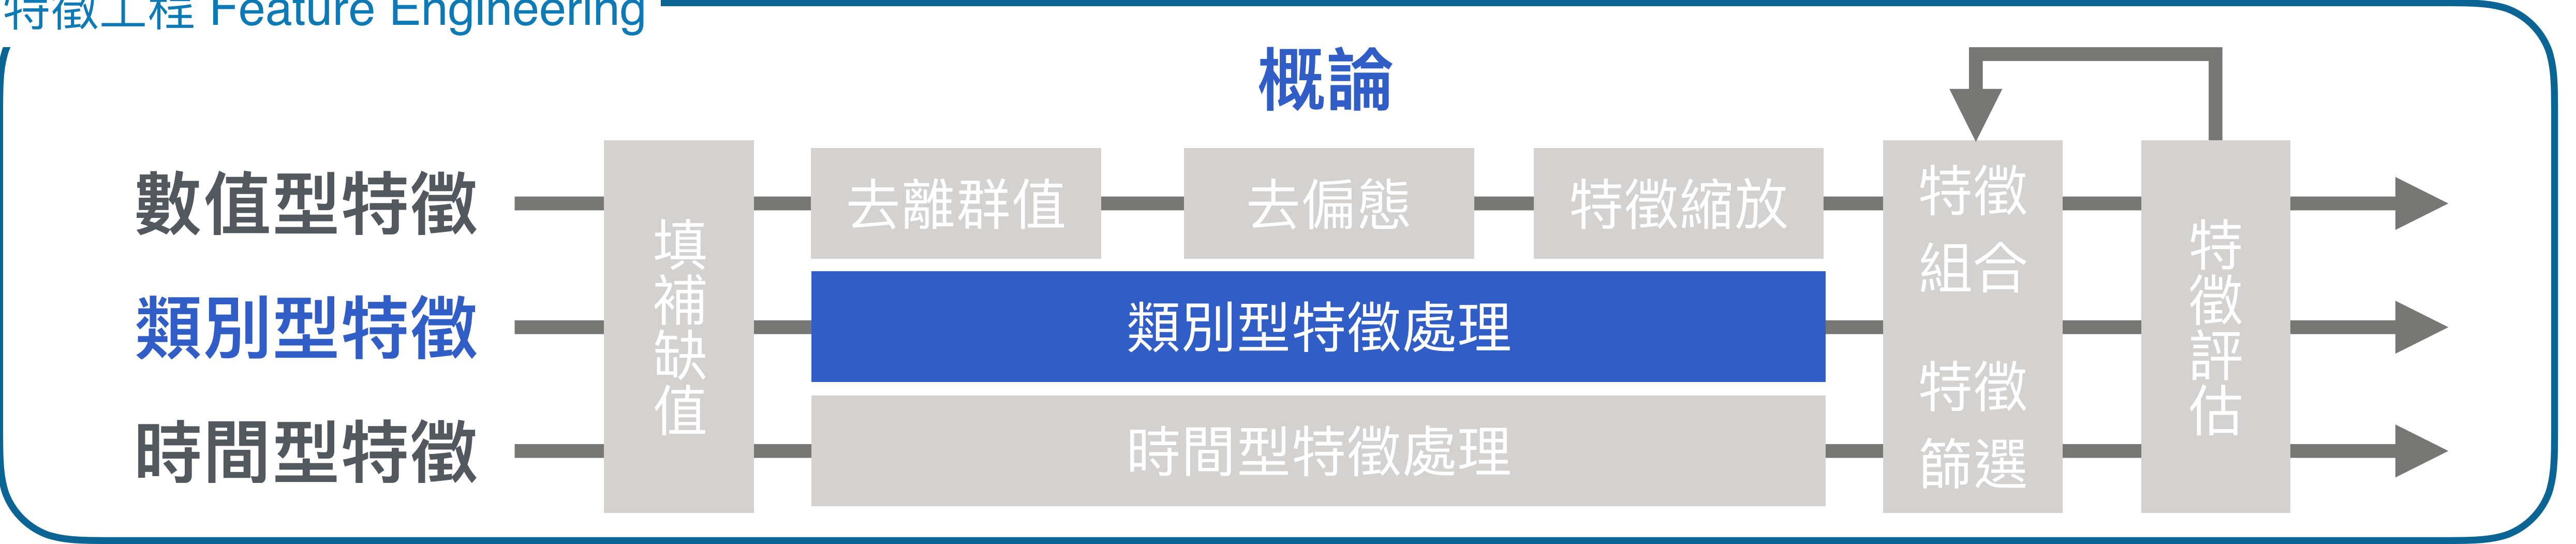 特徵工程 Feature Engineering
概論
數值型特徵
類別型特徵
時間型特徵
填補缺值
去離群值
去偏態
特徵縮放
類別型特徵處理
時間型特徵處理
特徵
組合
特徵
篩選
特徵評估